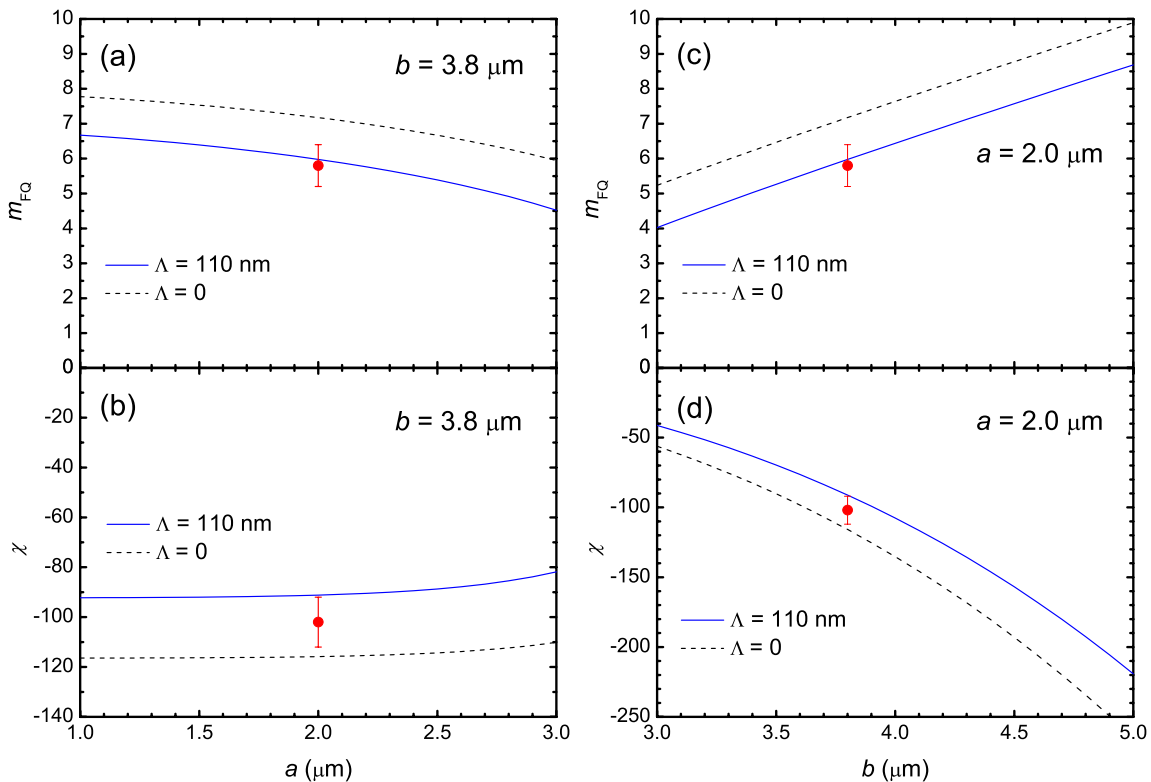 (a)
b = 3.8 μm
10
9
8
7
6
5
4
3
2
1
0
m_FQ
Λ = 110 nm
Λ = 0
(c)
a = 2.0 μm
10
9
8
7
6
5
4
3
2
1
0
m_FQ
Λ = 110 nm
Λ = 0
(b)
b = 3.8 μm
-20
-40
-60
-80
-100
-120
-140
χ
Λ = 110 nm
Λ = 0
1.0 1.5 2.0 2.5 3.0
a (μm)
(d)
a = 2.0 μm
-50
-100
-150
-200
-250
χ
Λ = 110 nm
Λ = 0
3.0 3.5 4.0 4.5 5.0
b (μm)